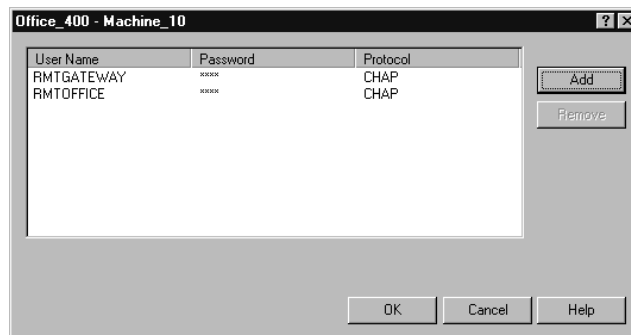 Office_400 - Machine_10
User Name Password Protocol
RMTGATEWAY **** CHAP
RMTOFFICE **** CHAP
Add
Remove
OK Cancel Help